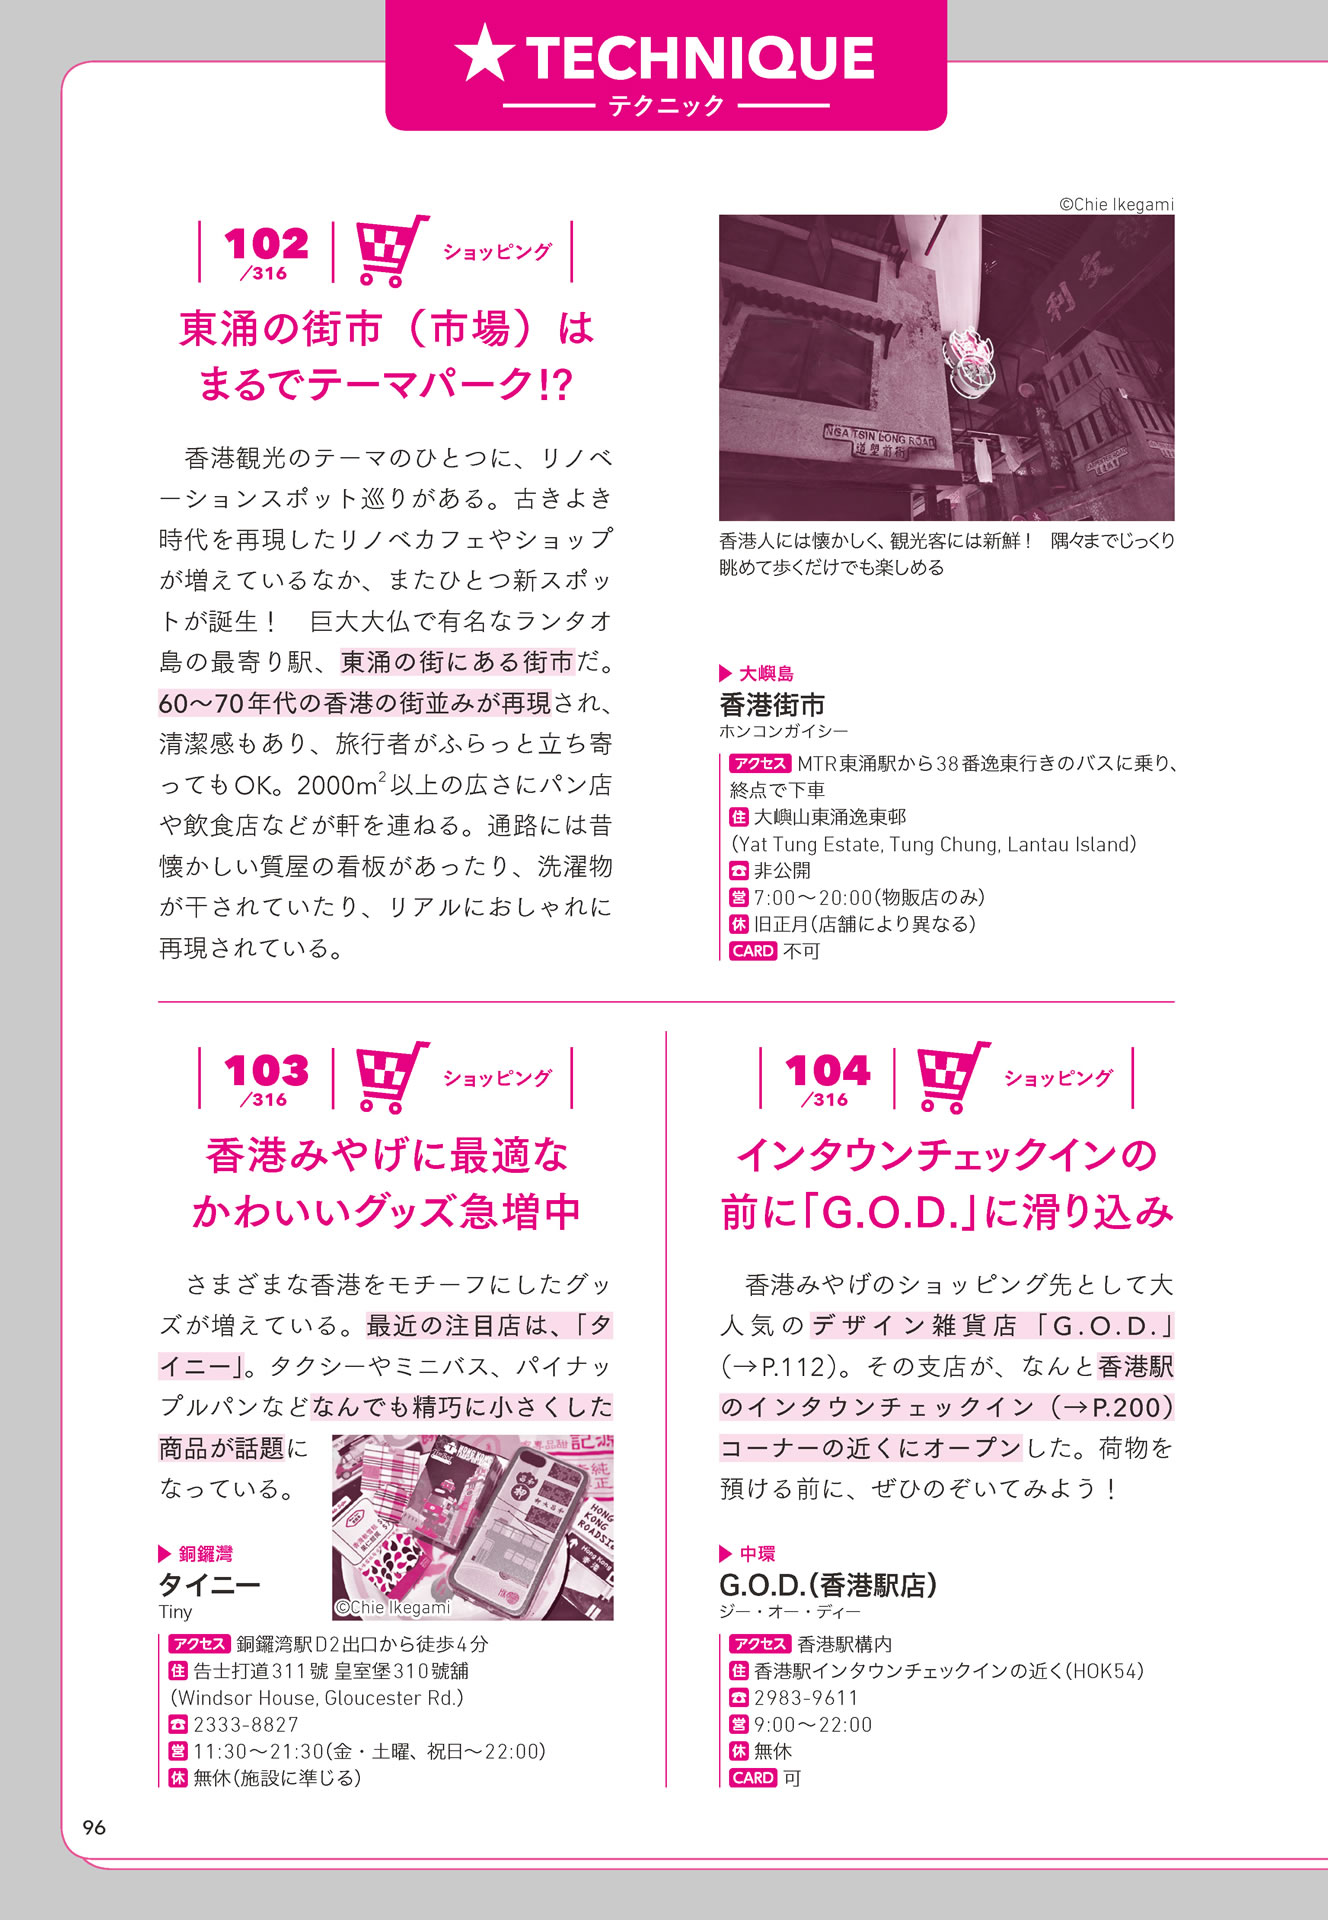 ★TECHNIQUE
テクニック
102
/316
ショッピング
東涌の街市（市場）は
まるでテーマパーク!?
香港観光のテーマのひとつに、リノベ
ーションスポット巡りがある。古きよき
時代を再現したリノベカフェやショップ
が増えているなか、またひとつ新スポッ
トが誕生！　巨大大仏で有名なランタオ
島の最寄り駅、東涌の街にある街市だ。
60〜70年代の香港の街並みが再現され、
清潔感もあり、旅行者がふらっと立ち寄
ってもOK。2000m²以上の広さにパン店
や飲食店などが軒を連ねる。通路には昔
懐かしい質屋の看板があったり、洗濯物
が干されていたり、リアルにおしゃれに
再現されている。
©Chie Ikegami
NGA TSIN LONG ROAD
道塱前衙
香港人には懐かしく、観光客には新鮮！　隅々までじっくり
眺めて歩くだけでも楽しめる
▶大嶼島
香港街市
ホンコンガイシー
アクセス MTR東涌駅から38番逸東行きのバスに乗り、
終点で下車
住 大嶼山東涌逸東邨
（Yat Tung Estate, Tung Chung, Lantau Island）
☎ 非公開
営 7:00〜20:00（物販店のみ）
休 旧正月（店舗により異なる）
CARD 不可
103
/316
ショッピング
香港みやげに最適な
かわいいグッズ急増中
さまざまな香港をモチーフにしたグッ
ズが増えている。最近の注目店は、「タ
イニー」。タクシーやミニバス、パイナッ
プルパンなどなんでも精巧に小さくした
商品が話題に
なっている。
HONG
KONG
ROADSI
Hong Kong
香港
©Chie Ikegami
▶銅鑼灣
タイニー
Tiny
アクセス 銅鑼湾駅D2出口から徒歩4分
住 告士打道311號 皇室堡310號舖
（Windsor House, Gloucester Rd.）
☎ 2333-8827
営 11:30〜21:30（金・土曜、祝日〜22:00）
休 無休（施設に準じる）
104
/316
ショッピング
インタウンチェックインの
前に「G.O.D.」に滑り込み
香港みやげのショッピング先として大
人気のデザイン雑貨店「G.O.D.」
（→P.112）。その支店が、なんと香港駅
のインタウンチェックイン（→P.200）
コーナーの近くにオープンした。荷物を
預ける前に、ぜひのぞいてみよう！
▶中環
G.O.D.（香港駅店）
ジー・オー・ディー
アクセス 香港駅構内
住 香港駅インタウンチェックインの近く（HOK54）
☎ 2983-9611
営 9:00〜22:00
休 無休
CARD 可
96